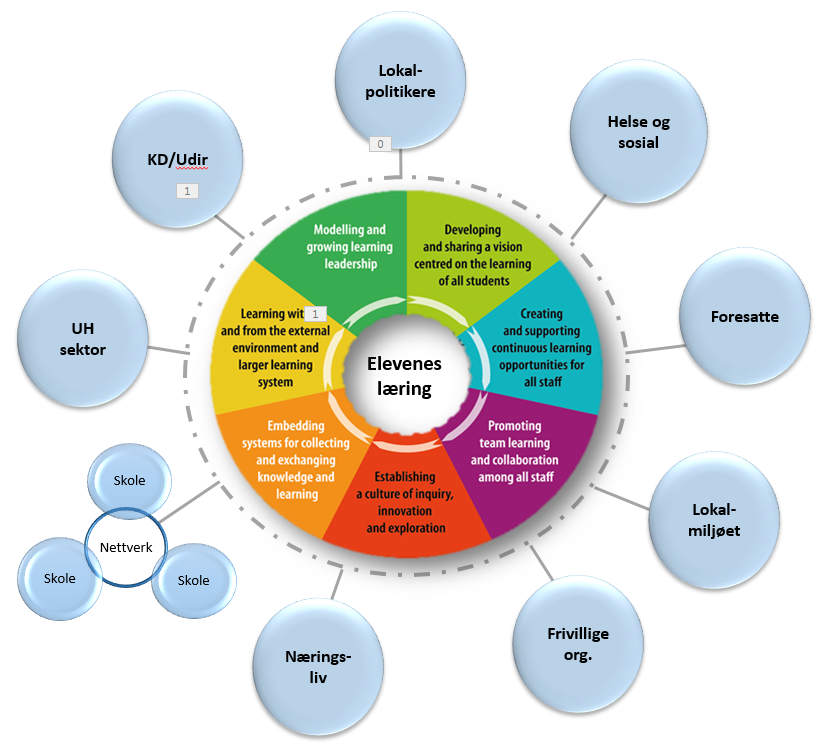 Lokal-
politikere
0
Helse og
sosial
KD/Udir
1
Foresatte
UH
sektor
Modelling and
growing learning
leadership
Developing
and sharing a vision
centred on the learning
of all students
Learning wit 1
and from the external
environment and
larger learning
system
Creating
and supporting
continuous learning
opportunities for
all staff
Elevenes
læring
Embedding
systems for collecting
and exchanging
knowledge and
learning
Promoting
team learning
and collaboration
among all staff
Establishing
a culture of inquiry,
innovation
and exploration
Skole
Nettverk
Skole
Skole
Lokal-
miljøet
Frivillige
org.
Nærings-
liv